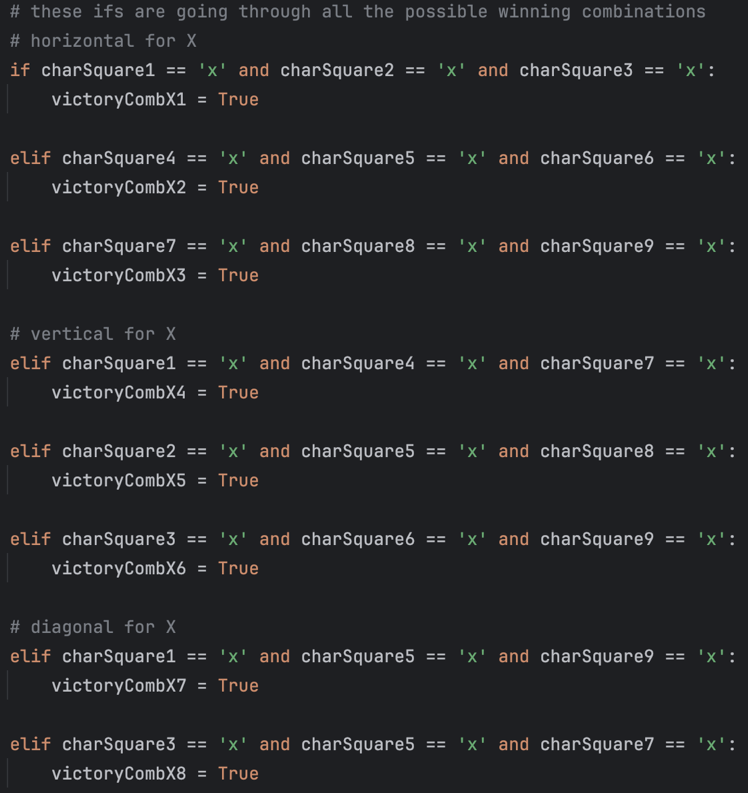 # these ifs are going through all the possible winning combinations
# horizontal for X
if charSquare1 == 'x' and charSquare2 == 'x' and charSquare3 == 'x':
    victoryCombX1 = True

elif charSquare4 == 'x' and charSquare5 == 'x' and charSquare6 == 'x':
    victoryCombX2 = True

elif charSquare7 == 'x' and charSquare8 == 'x' and charSquare9 == 'x':
    victoryCombX3 = True

# vertical for X
elif charSquare1 == 'x' and charSquare4 == 'x' and charSquare7 == 'x':
    victoryCombX4 = True

elif charSquare2 == 'x' and charSquare5 == 'x' and charSquare8 == 'x':
    victoryCombX5 = True

elif charSquare3 == 'x' and charSquare6 == 'x' and charSquare9 == 'x':
    victoryCombX6 = True

# diagonal for X
elif charSquare1 == 'x' and charSquare5 == 'x' and charSquare9 == 'x':
    victoryCombX7 = True

elif charSquare3 == 'x' and charSquare5 == 'x' and charSquare7 == 'x':
    victoryCombX8 = True